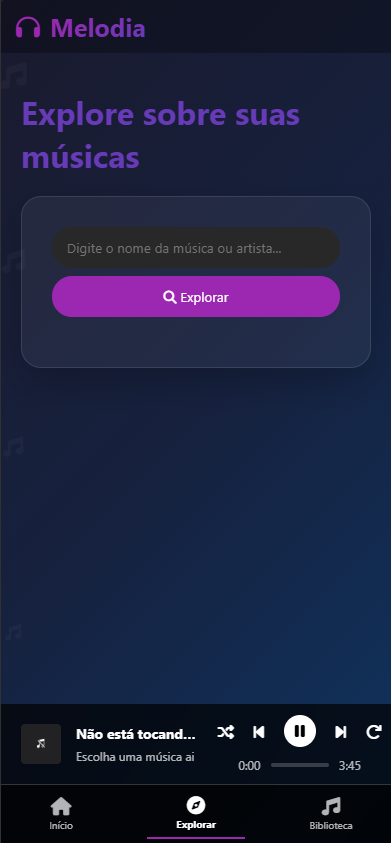 Melodia
Explore sobre suas
músicas
Digite o nome da música ou artista...
Explorar
Não está tocand...
Escolha uma música ai
0:00
3:45
Início
Explorar
Biblioteca